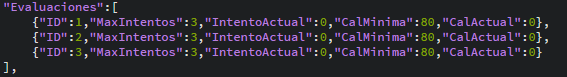 "Evaluaciones":[
{"ID":1,"MaxIntentos":3,"IntentoActual":0,"CalMinima":80,"CalActual":0},
{"ID":2,"MaxIntentos":3,"IntentoActual":0,"CalMinima":80,"CalActual":0},
{"ID":3,"MaxIntentos":3,"IntentoActual":0,"CalMinima":80,"CalActual":0}
],